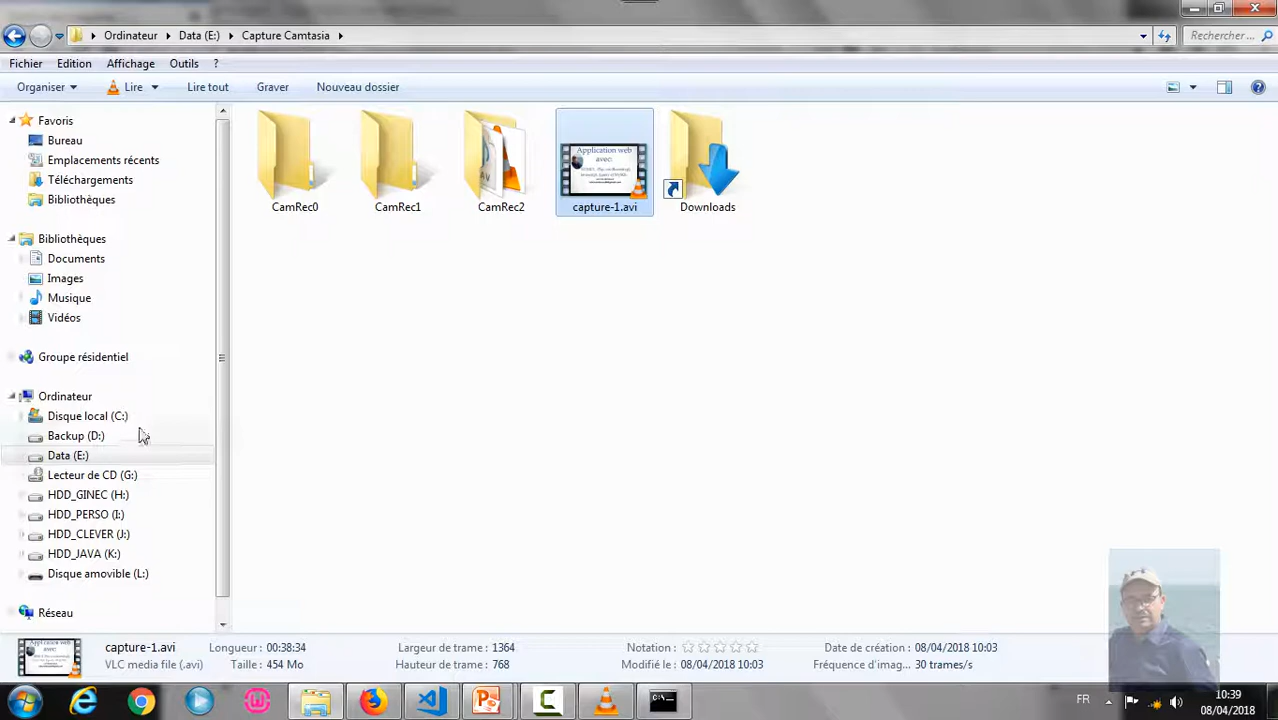 Ordinateur Data (E:) Capture Camtasia
Rechercher...
Fichier Edition Affichage Outils ?
Organiser Lire Lire tout Graver Nouveau dossier
Favoris
Bureau
Emplacements récents
Téléchargements
Bibliothèques
Bibliothèques
Documents
Images
Musique
Vidéos
Groupe résidentiel
Ordinateur
Disque local (C:)
Backup (D:)
Data (E:)
Lecteur de CD (G:)
HDD_GINEC (H:)
HDD_PERSO (I:)
HDD_CLEVER (J:)
HDD_JAVA (K:)
Disque amovible (L:)
Réseau
Application web
avec
CamRec0 CamRec1 CamRec2 capture-1.avi Downloads
capture-1.avi Longueur : 00:38:34 Largeur de trame... 1364 Notation : Date de création : 08/04/2018 10:03
VLC media file (.avi) Taille : 454 Mo Hauteur de trame... 768 Modifié le : 08/04/2018 10:03 Fréquence d'imag... 30 trames/s
FR
10:39
08/04/2018